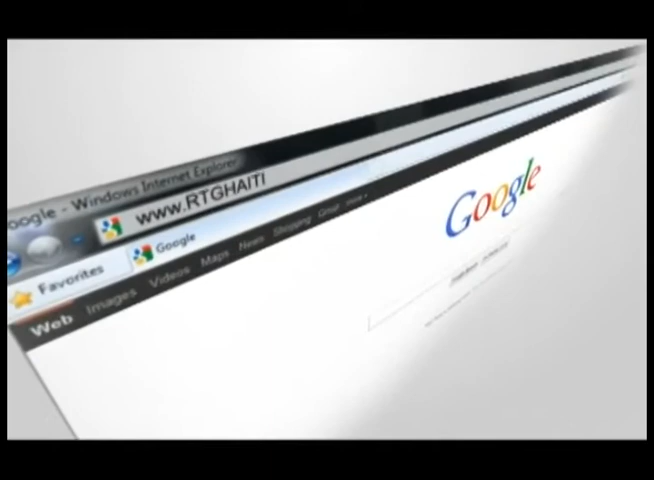 oogle - Windows Internet Explorer
www.RTGHAITI
Favorites
Google
Web Images Videos Maps News Shopping Gmail more
Google